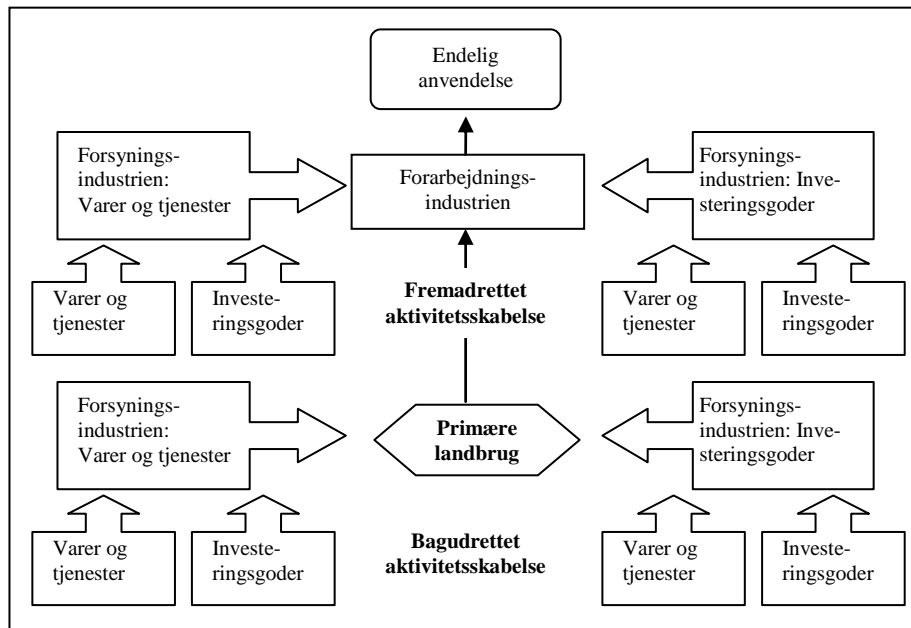 Endelig
anvendelse
Forsynings-
industrien:
Varer og tjenester
Forarbejdnings-
industrien
Forsynings-
industrien: Inve-
steringsgoder
Varer og
tjenester
Investe-
ringsgoder
Fremadrettet
aktivitetsskabelse
Varer og
tjenester
Investe-
ringsgoder
Forsynings-
industrien:
Varer og tjenester
Primære
landbrug
Forsynings-
industrien: Inve-
steringsgoder
Varer og
tjenester
Investe-
ringsgoder
Bagudrettet
aktivitetsskabelse
Varer og
tjenester
Investe-
ringsgoder